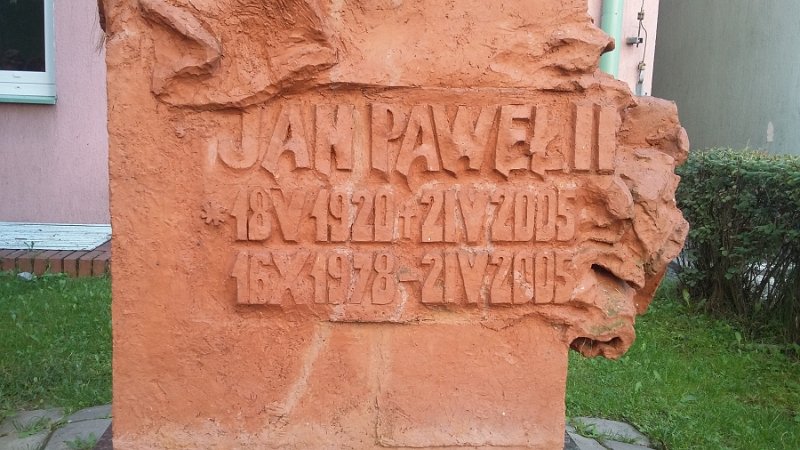 JAN PAWEŁ II
*18 V 1920 † 2 IV 2005
16 X 1978 - 2 IV 2005